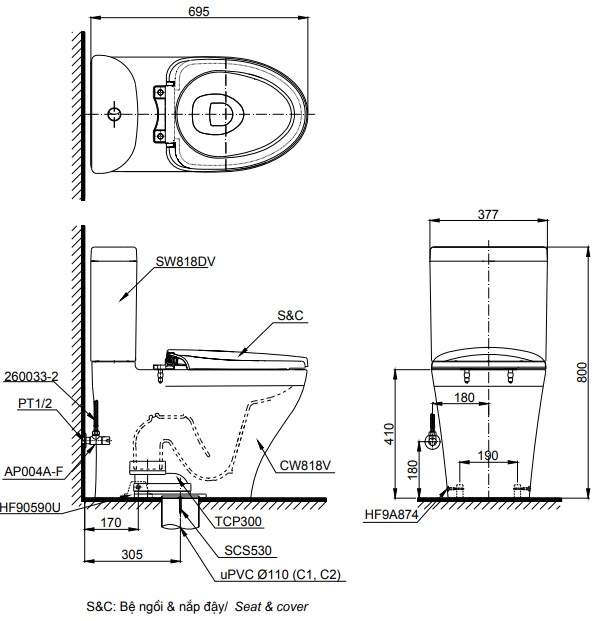 695
377
SW818DV
S&C
260033-2
PT1/2
180
800
410
AP004A-F
CW818V
190
180
HF90590U
TCP300
HF9A874
170
SCS530
305
uPVC Ø110 (C1, C2)
S&C: Bệ ngồi & nắp đậy/ Seat & cover